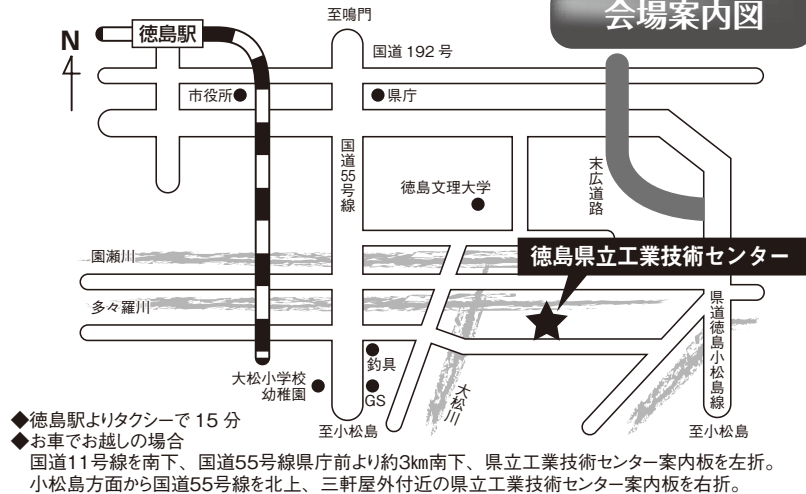 会場案内図
N
徳島駅
至鳴門
国道192号
市役所
県庁
国道55号線
末広道路
徳島文理大学
園瀬川
徳島県立工業技術センター
多々羅川
県道徳島小松島線
釣具
大松小学校
幼稚園
GS
大松川
至小松島
至小松島
◆徳島駅よりタクシーで15分
◆お車でお越しの場合
国道11号線を南下、国道55号線県庁前より約3km南下、県立工業技術センター案内板を左折。
小松島方面から国道55号線を北上、三軒屋外付近の県立工業技術センター案内板を右折。